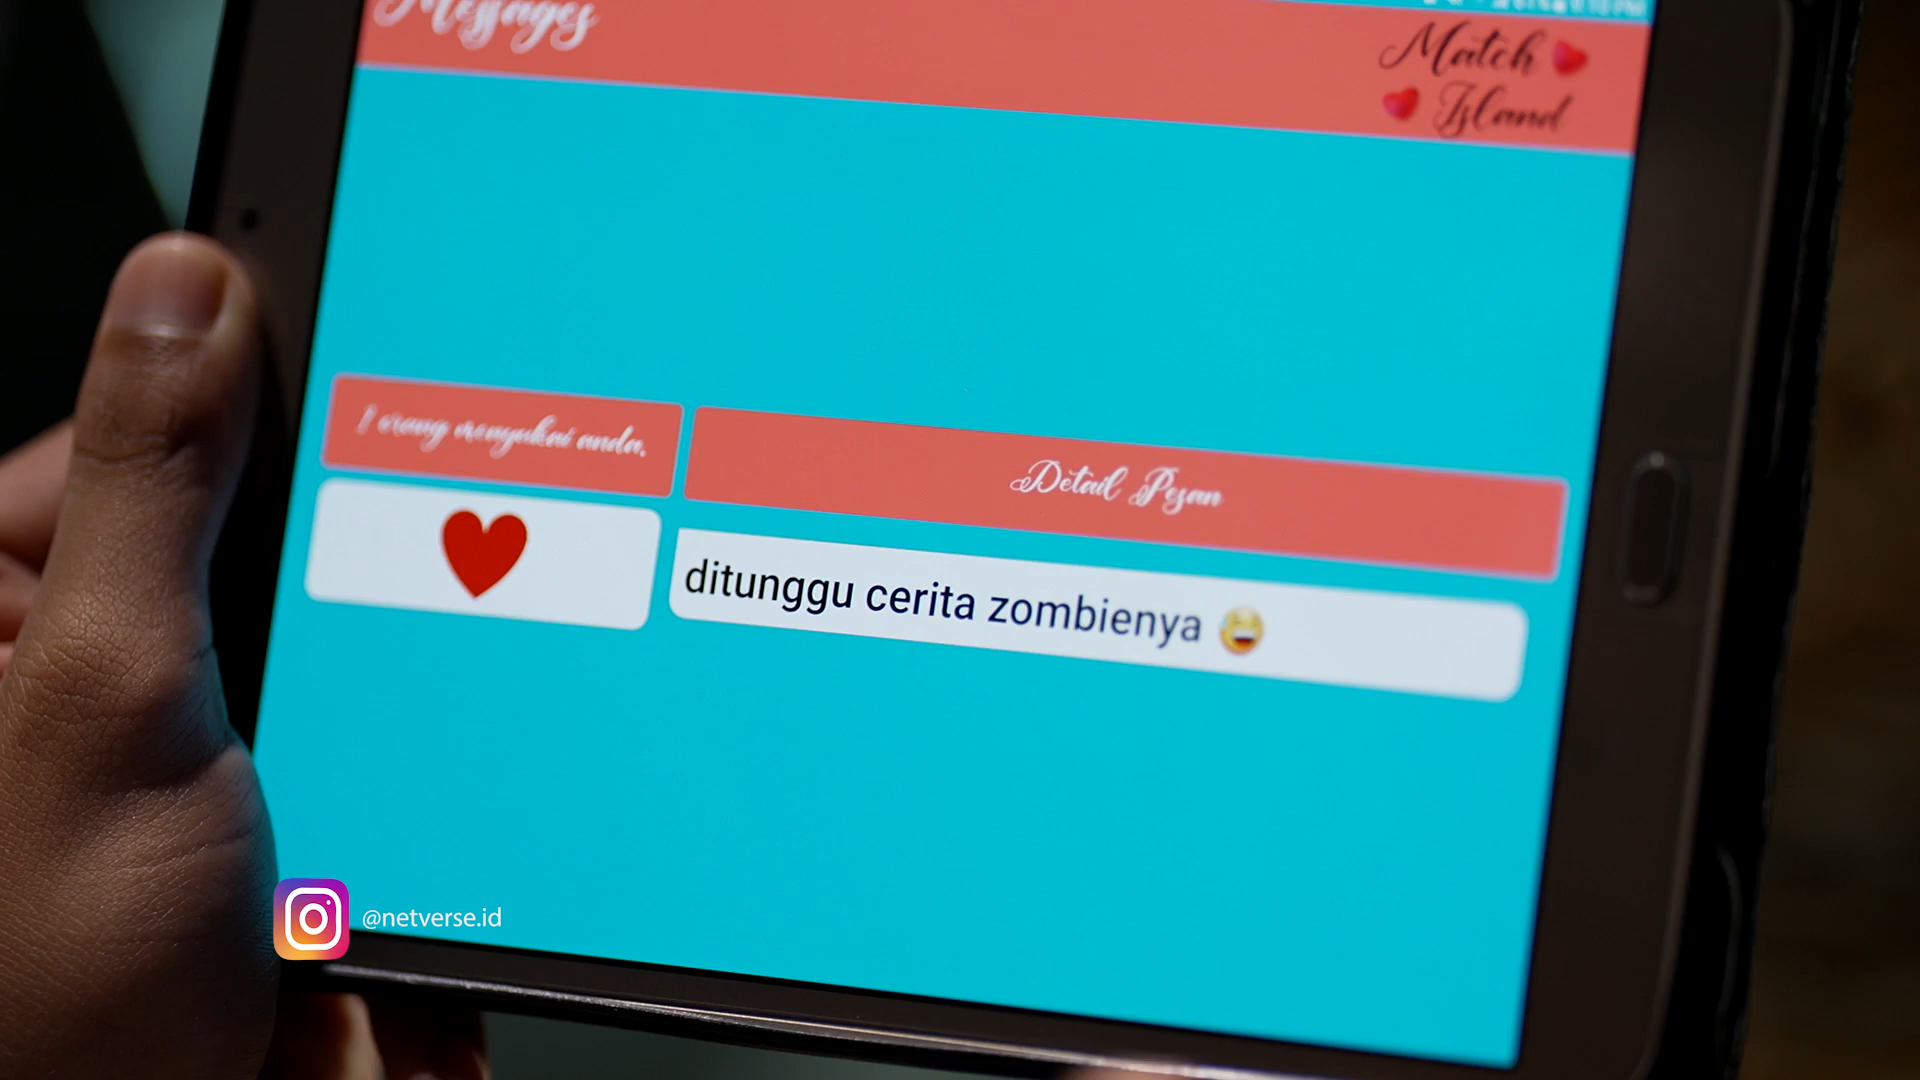 Messages
Match
Island
1 orang menyukai anda.
Detail Pesan
ditunggu cerita zombienya 😅
@netverse.id